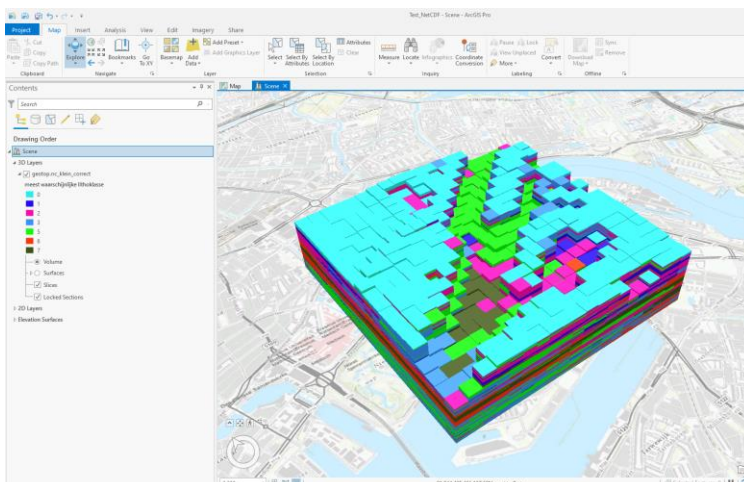 Test_NetCDF - Scene - ArcGIS Pro
Project Map Insert Analysis View Edit Imagery Share
Cut
Copy
Copy Path
Paste
Explore
Bookmarks
Go To XY
Basemap
Add Data
Add Preset
Add Graphics Layer
Select
Select By Attributes
Select By Location
Attributes
Clear
Measure
Locate
Infographics
Coordinate Conversion
Pause
Lock
View Unplaced
More
Convert
Download Map
Sync
Remove
Clipboard Navigate Layer Selection Inquiry Labeling Offline
Contents
Map
Scene
Search
Drawing Order
Scene
3D Layers
geotop.nc_klein_correct
meest waarschijnlijke lithoklasse
0
1
2
3
5
6
7
Volume
Surfaces
Slices
Locked Sections
2D Layers
Elevation Surfaces